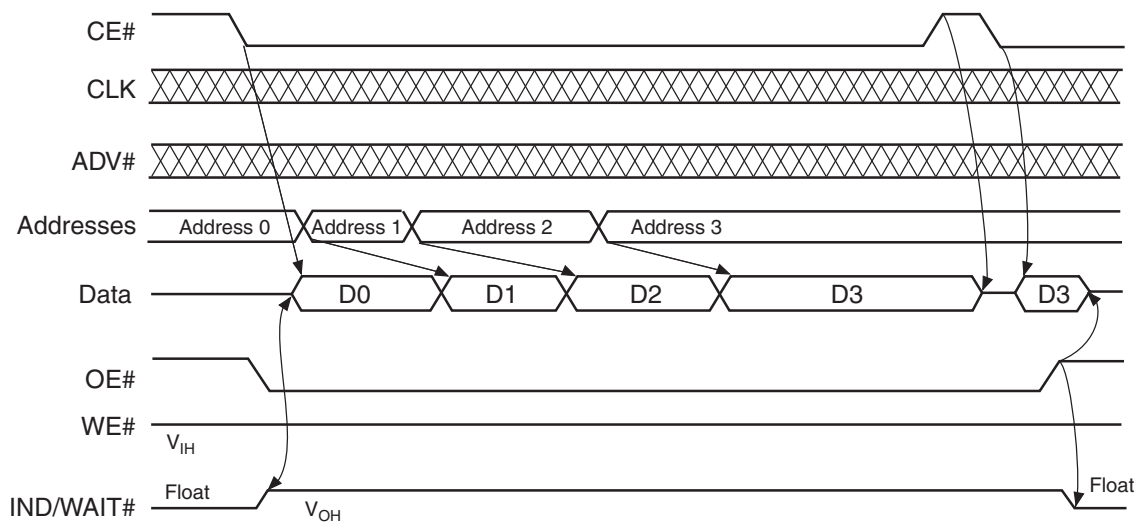 CE#
CLK
ADV#
Addresses Address 0 Address 1 Address 2 Address 3
Data D0 D1 D2 D3 D3
OE#
WE#
VIH
IND/WAIT# Float VOH Float